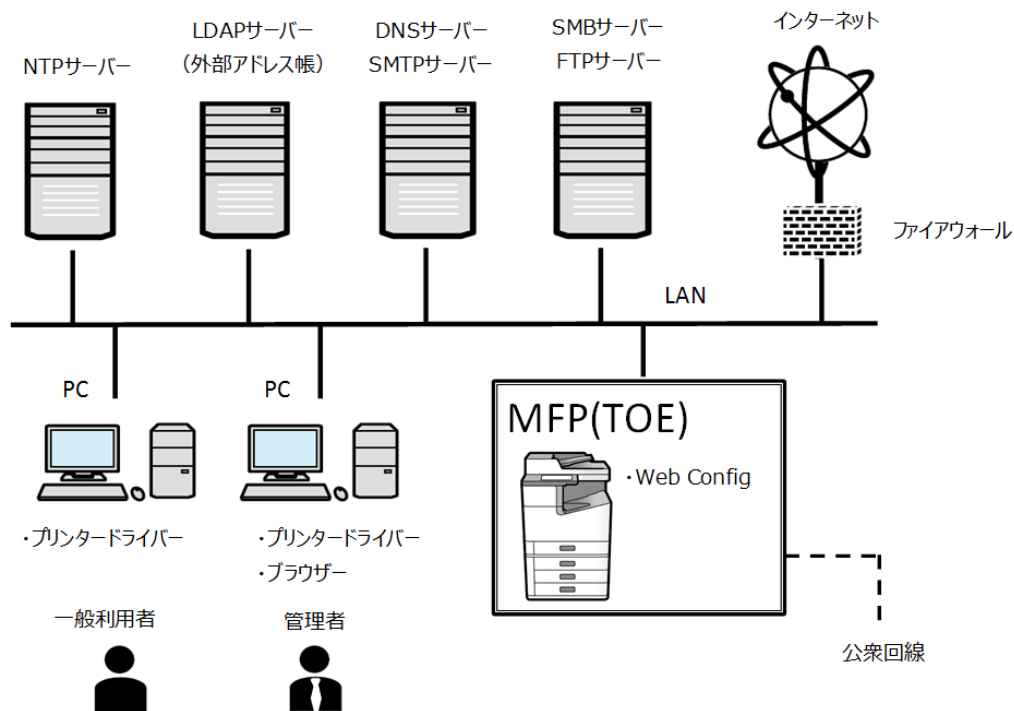 NTPサーバー
LDAPサーバー
（外部アドレス帳）
DNSサーバー
SMTPサーバー
SMBサーバー
FTPサーバー
インターネット
ファイアウォール
LAN
PC
PC
MFP(TOE)
・Web Config
・プリンタードライバー
・プリンタードライバー
・ブラウザー
一般利用者
管理者
公衆回線